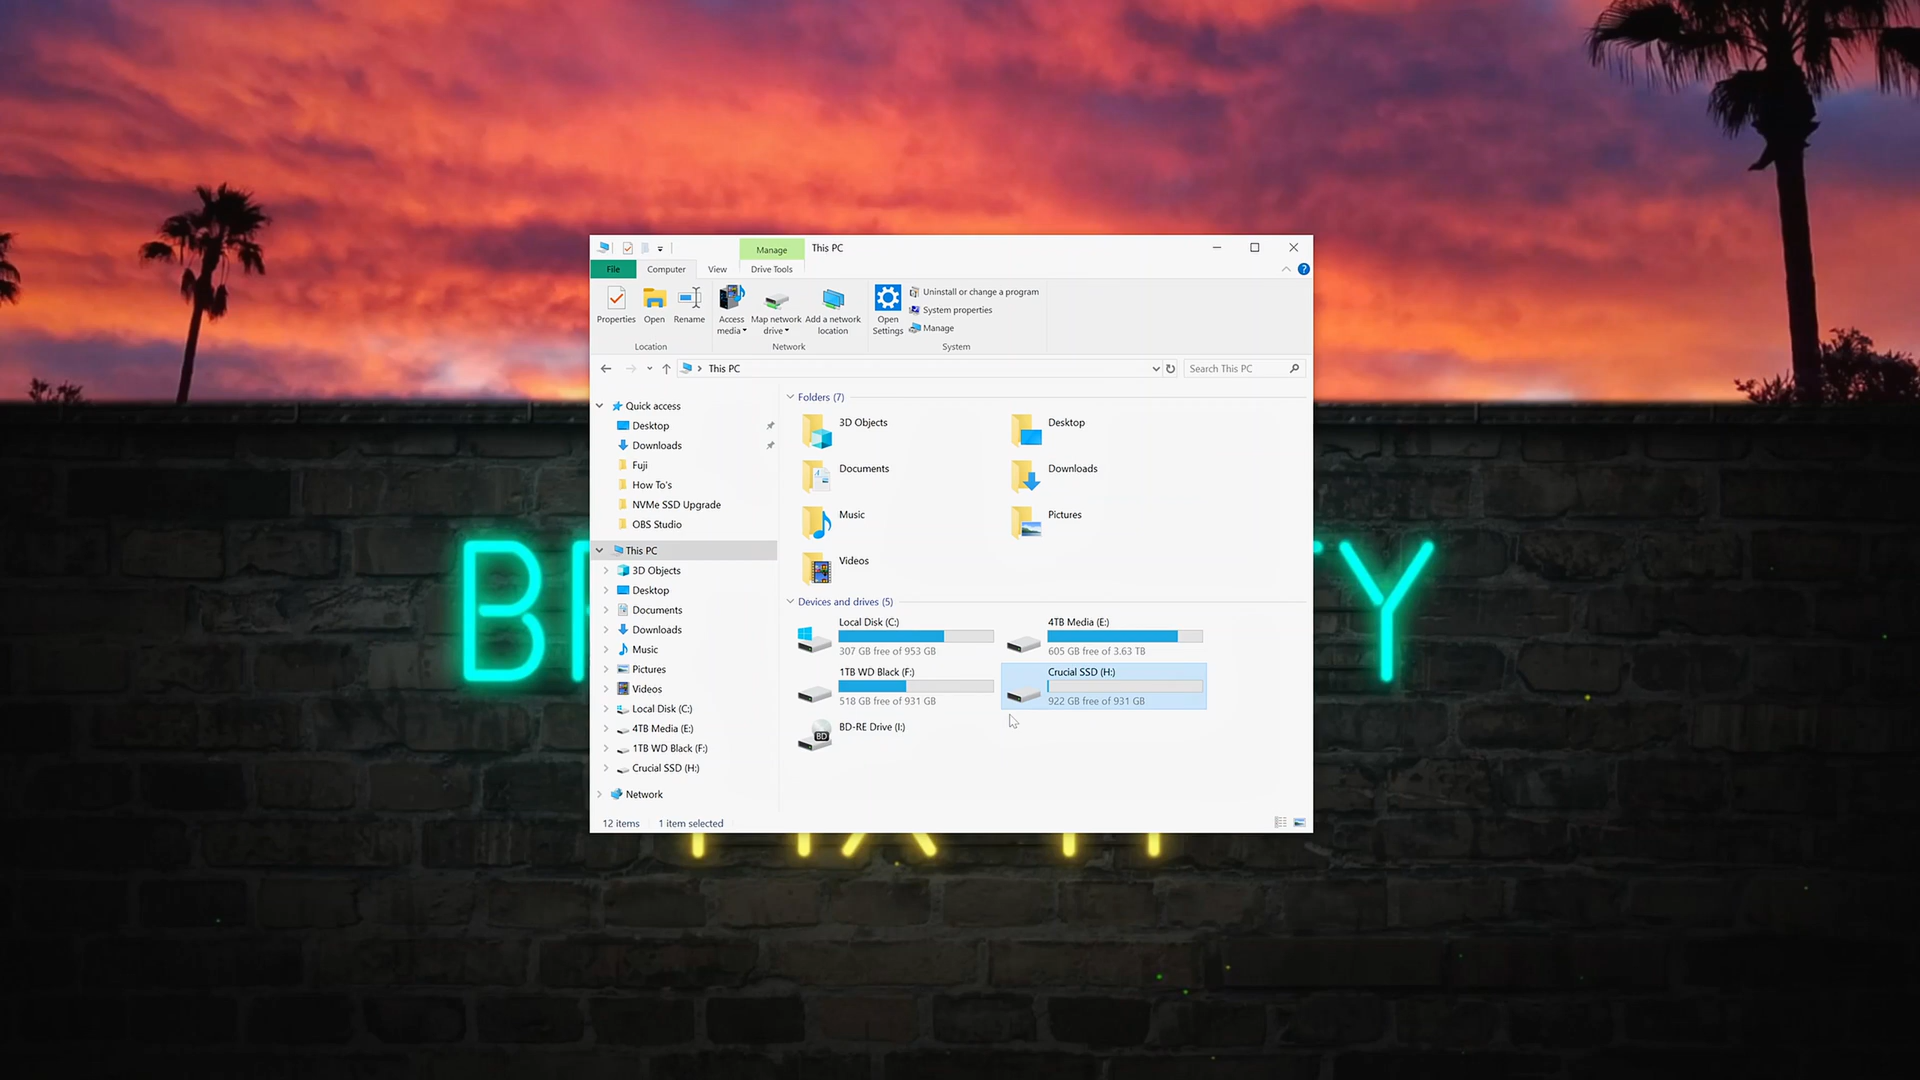 Manage This PC
File Computer View Drive Tools
Properties Open Rename Access media Map network drive Add a network location Open Settings Uninstall or change a program
System properties
Manage
Location Network System
This PC Search This PC
Quick access
Desktop
Downloads
Fuji
How To's
NVMe SSD Upgrade
OBS Studio
This PC
3D Objects
Desktop
Documents
Downloads
Music
Pictures
Videos
Local Disk (C:)
4TB Media (E:)
1TB WD Black (F:)
Crucial SSD (H:)
Network
Folders (7)
3D Objects Desktop
Documents Downloads
Music Pictures
Videos
Devices and drives (5)
Local Disk (C:) 4TB Media (E:)
307 GB free of 953 GB 605 GB free of 3.63 TB
1TB WD Black (F:) Crucial SSD (H:)
518 GB free of 931 GB 922 GB free of 931 GB
BD BD-RE Drive (I:)
12 items 1 item selected